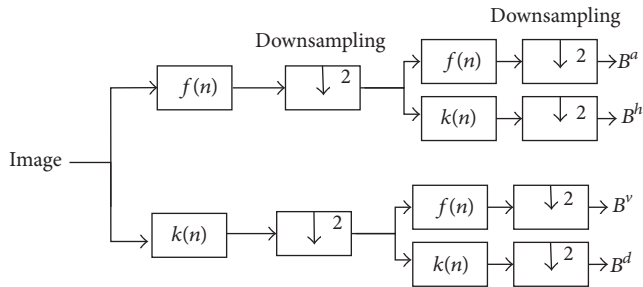 Downsampling
Downsampling
f(n)
2
f(n)
2
B^a
k(n)
2
B^h
Image
k(n)
2
f(n)
2
B^v
k(n)
2
B^d